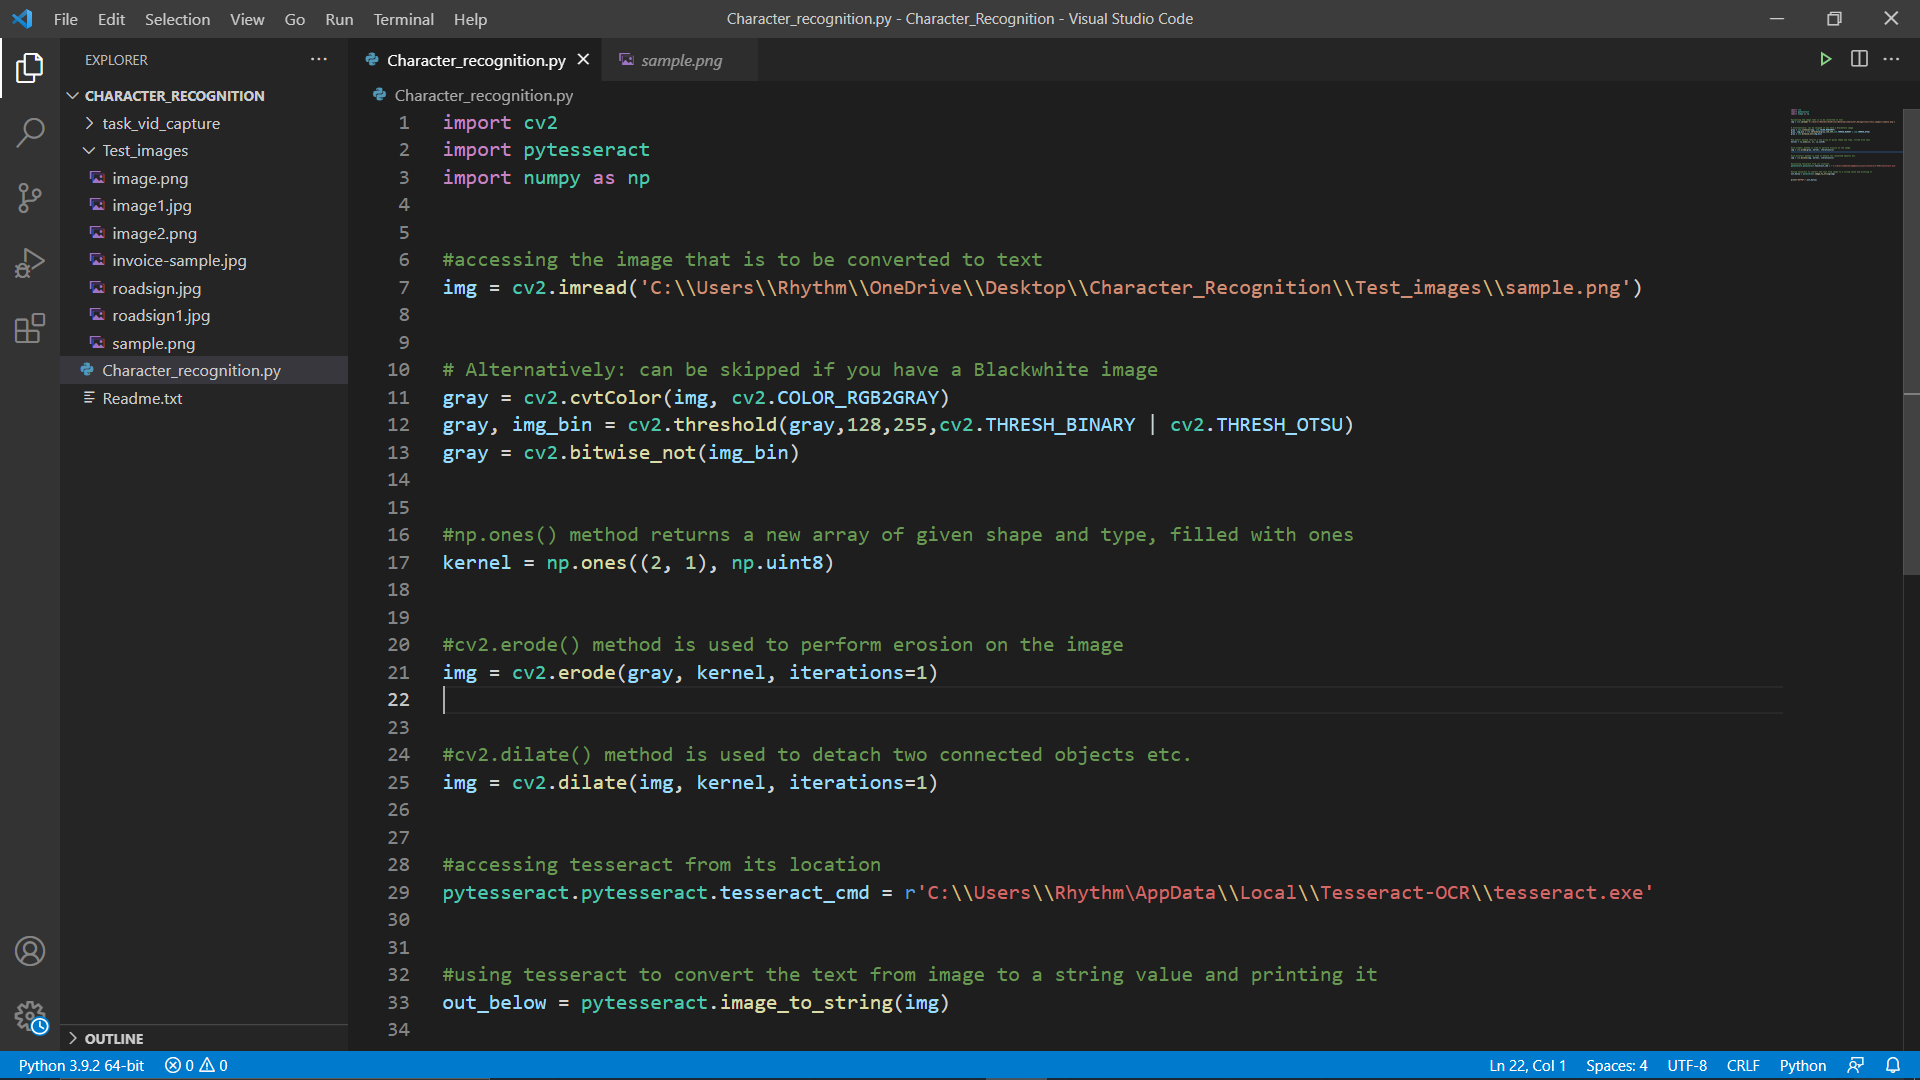 File Edit Selection View Go Run Terminal Help
Character_recognition.py - Character_Recognition - Visual Studio Code
EXPLORER
CHARACTER_RECOGNITION
task_vid_capture
Test_images
image.png
image1.jpg
image2.png
invoice-sample.jpg
roadsign.jpg
roadsign1.jpg
sample.png
Character_recognition.py
Readme.txt
OUTLINE
Character_recognition.py
sample.png
Character_recognition.py
1 import cv2
2 import pytesseract
3 import numpy as np
4
5
6 #accessing the image that is to be converted to text
7 img = cv2.imread('C:\\Users\\Rhythm\\OneDrive\\Desktop\\Character_Recognition\\Test_images\\sample.png')
8
9
10 # Alternatively: can be skipped if you have a Blackwhite image
11 gray = cv2.cvtColor(img, cv2.COLOR_RGB2GRAY)
12 gray, img_bin = cv2.threshold(gray,128,255,cv2.THRESH_BINARY | cv2.THRESH_OTSU)
13 gray = cv2.bitwise_not(img_bin)
14
15
16 #np.ones() method returns a new array of given shape and type, filled with ones
17 kernel = np.ones((2, 1), np.uint8)
18
19
20 #cv2.erode() method is used to perform erosion on the image
21 img = cv2.erode(gray, kernel, iterations=1)
22
23
24 #cv2.dilate() method is used to detach two connected objects etc.
25 img = cv2.dilate(img, kernel, iterations=1)
26
27
28 #accessing tesseract from its location
29 pytesseract.pytesseract.tesseract_cmd = r'C:\\Users\\Rhythm\AppData\\Local\\Tesseract-OCR\\tesseract.exe'
30
31
32 #using tesseract to convert the text from image to a string value and printing it
33 out_below = pytesseract.image_to_string(img)
34
Python 3.9.2 64-bit 0 0 Ln 22, Col 1 Spaces: 4 UTF-8 CRLF Python